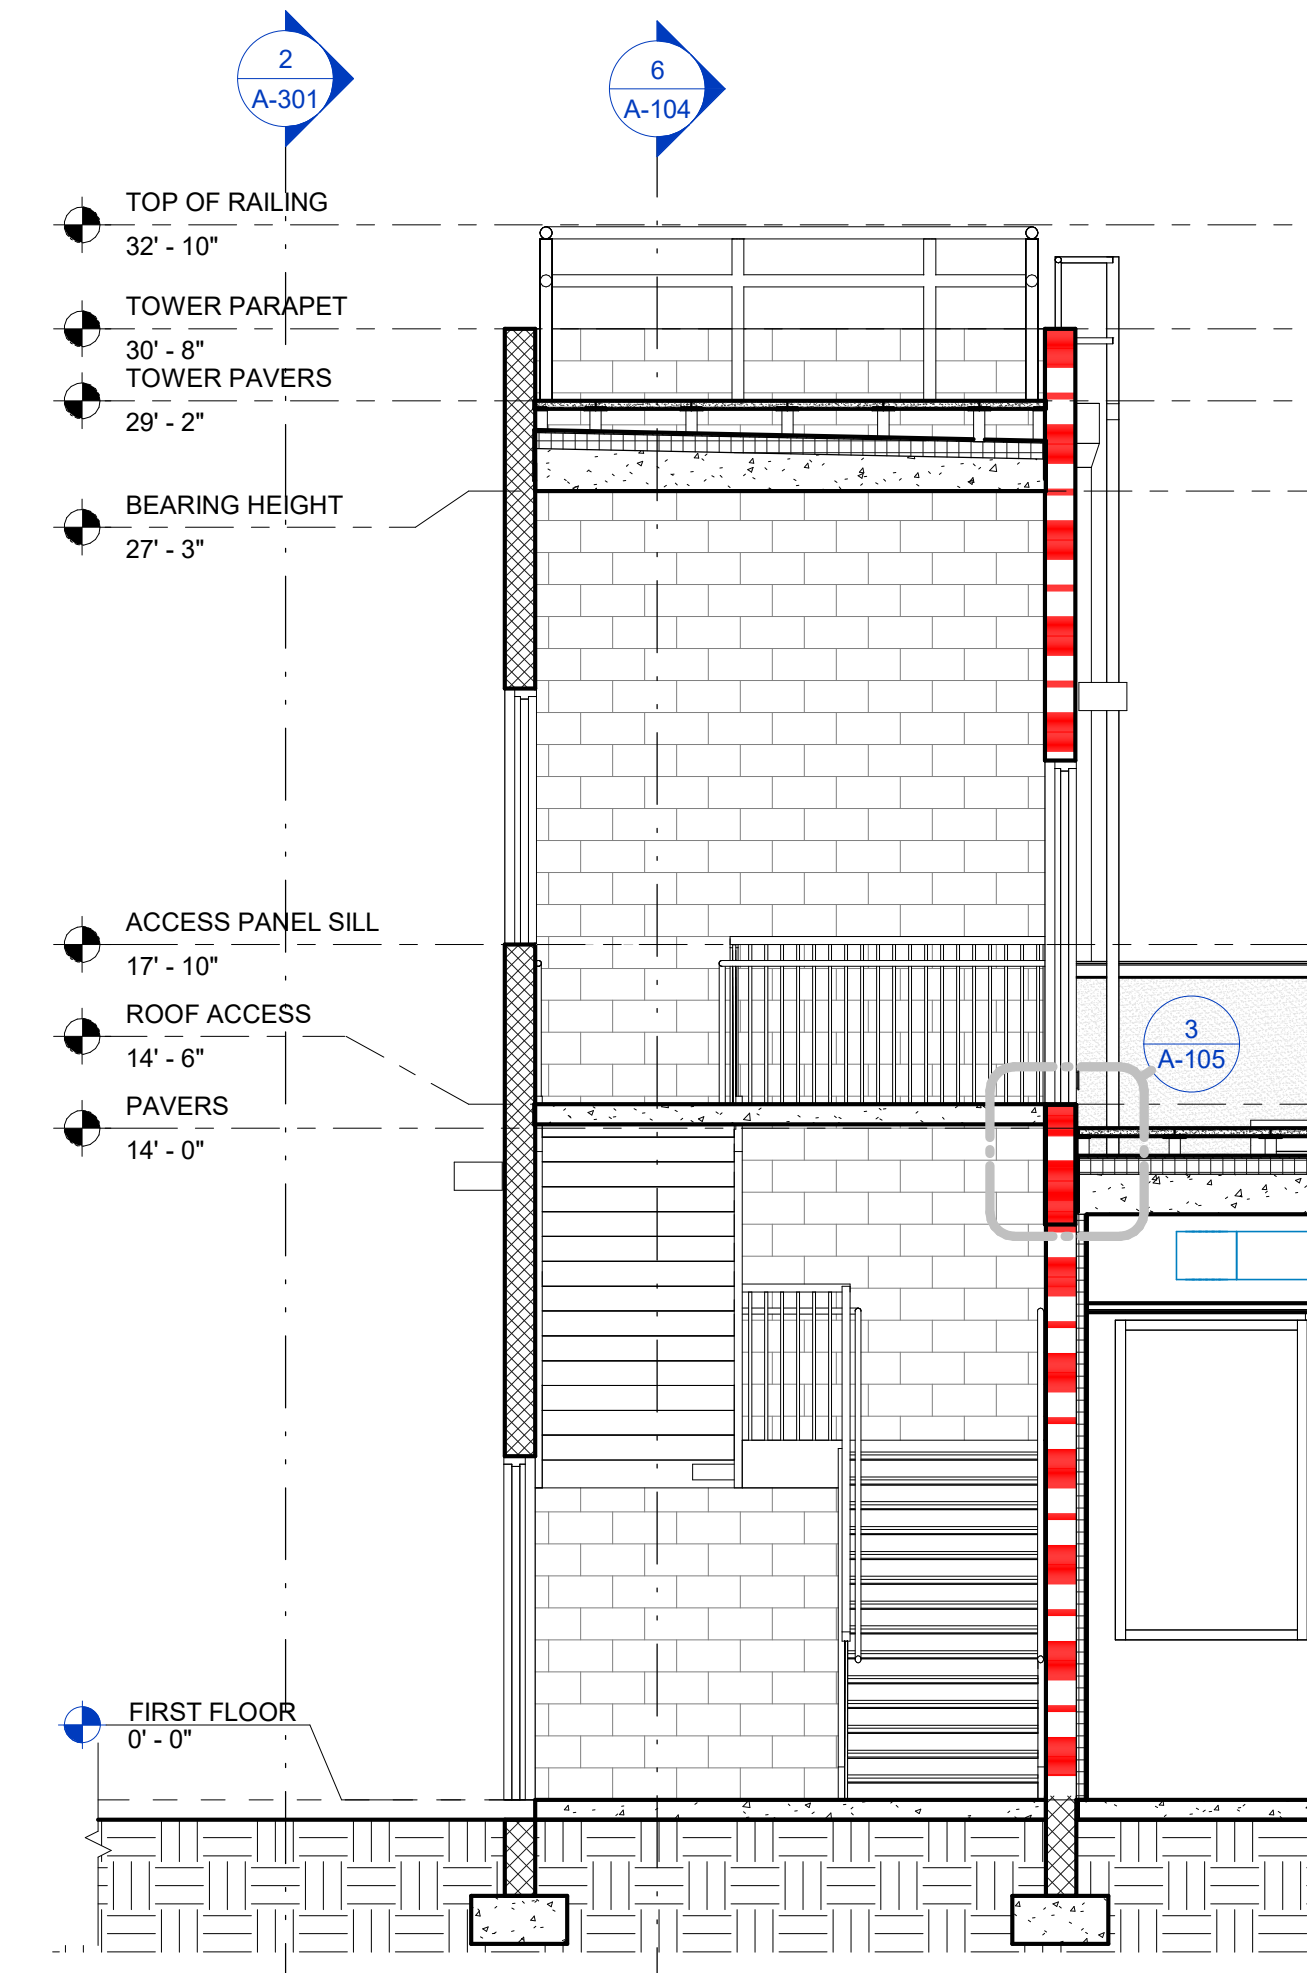 2
A-301
6
A-104
TOP OF RAILING
32' - 10"
TOWER PARAPET
30' - 8"
TOWER PAVERS
29' - 2"
BEARING HEIGHT
27' - 3"
ACCESS PANEL SILL
17' - 10"
ROOF ACCESS
14' - 6"
3
A-105
PAVERS
14' - 0"
FIRST FLOOR
0' - 0"